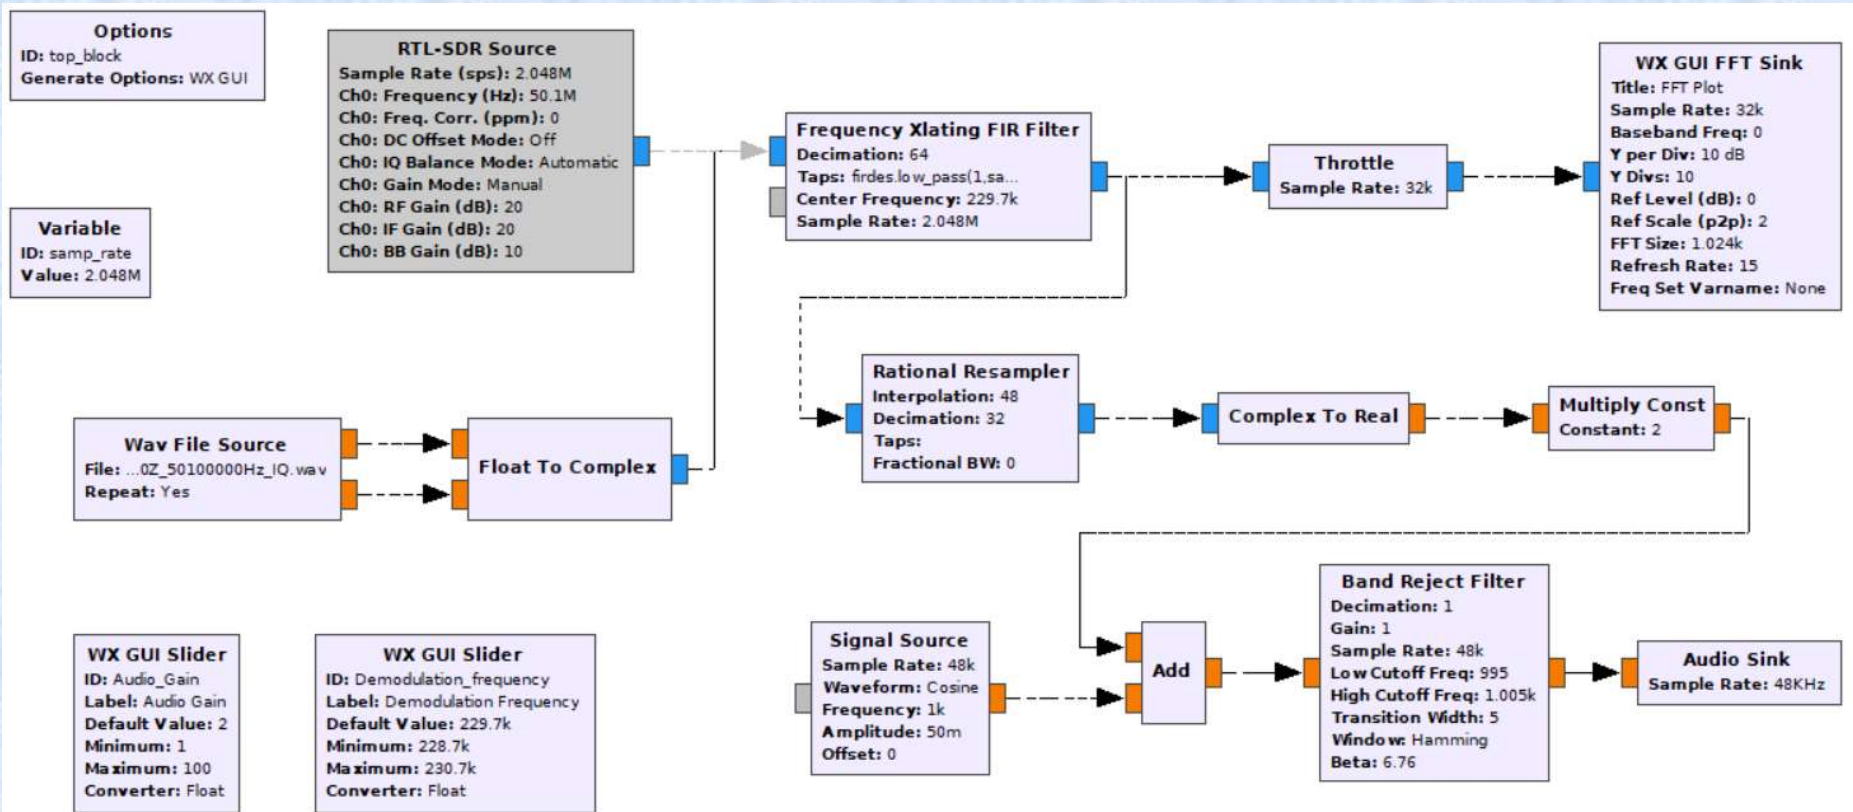 Options
ID: top_block
Generate Options: WX GUI
RTL-SDR Source
Sample Rate (sps): 2.048M
Ch0: Frequency (Hz): 50.1M
Ch0: Freq. Corr. (ppm): 0
Ch0: DC Offset Mode: Off
Ch0: IQ Balance Mode: Automatic
Ch0: Gain Mode: Manual
Ch0: RF Gain (dB): 20
Ch0: IF Gain (dB): 20
Ch0: BB Gain (dB): 10
Frequency Xlating FIR Filter
Decimation: 64
Taps: firdes.low_pass(1,sa...
Center Frequency: 229.7k
Sample Rate: 2.048M
Throttle
Sample Rate: 32k
WX GUI FFT Sink
Title: FFT Plot
Sample Rate: 32k
Baseband Freq: 0
Y per Div: 10 dB
Y Divs: 10
Ref Level (dB): 0
Ref Scale (p2p): 2
FFT Size: 1.024k
Refresh Rate: 15
Freq Set Varname: None
Variable
ID: samp_rate
Value: 2.048M
Rational Resampler
Interpolation: 48
Decimation: 32
Taps:
Fractional BW: 0
Complex To Real
Multiply Const
Constant: 2
Wav File Source
File: ...0Z_50100000Hz_IQ.wav
Repeat: Yes
Float To Complex
WX GUI Slider
ID: Audio_Gain
Label: Audio Gain
Default Value: 2
Minimum: 1
Maximum: 100
Converter: Float
WX GUI Slider
ID: Demodulation_frequency
Label: Demodulation Frequency
Default Value: 229.7k
Minimum: 228.7k
Maximum: 230.7k
Converter: Float
Signal Source
Sample Rate: 48k
Waveform: Cosine
Frequency: 1k
Amplitude: 50m
Offset: 0
Add
Band Reject Filter
Decimation: 1
Gain: 1
Sample Rate: 48k
Low Cutoff Freq: 995
High Cutoff Freq: 1.005k
Transition Width: 5
Window: Hamming
Beta: 6.76
Audio Sink
Sample Rate: 48KHz